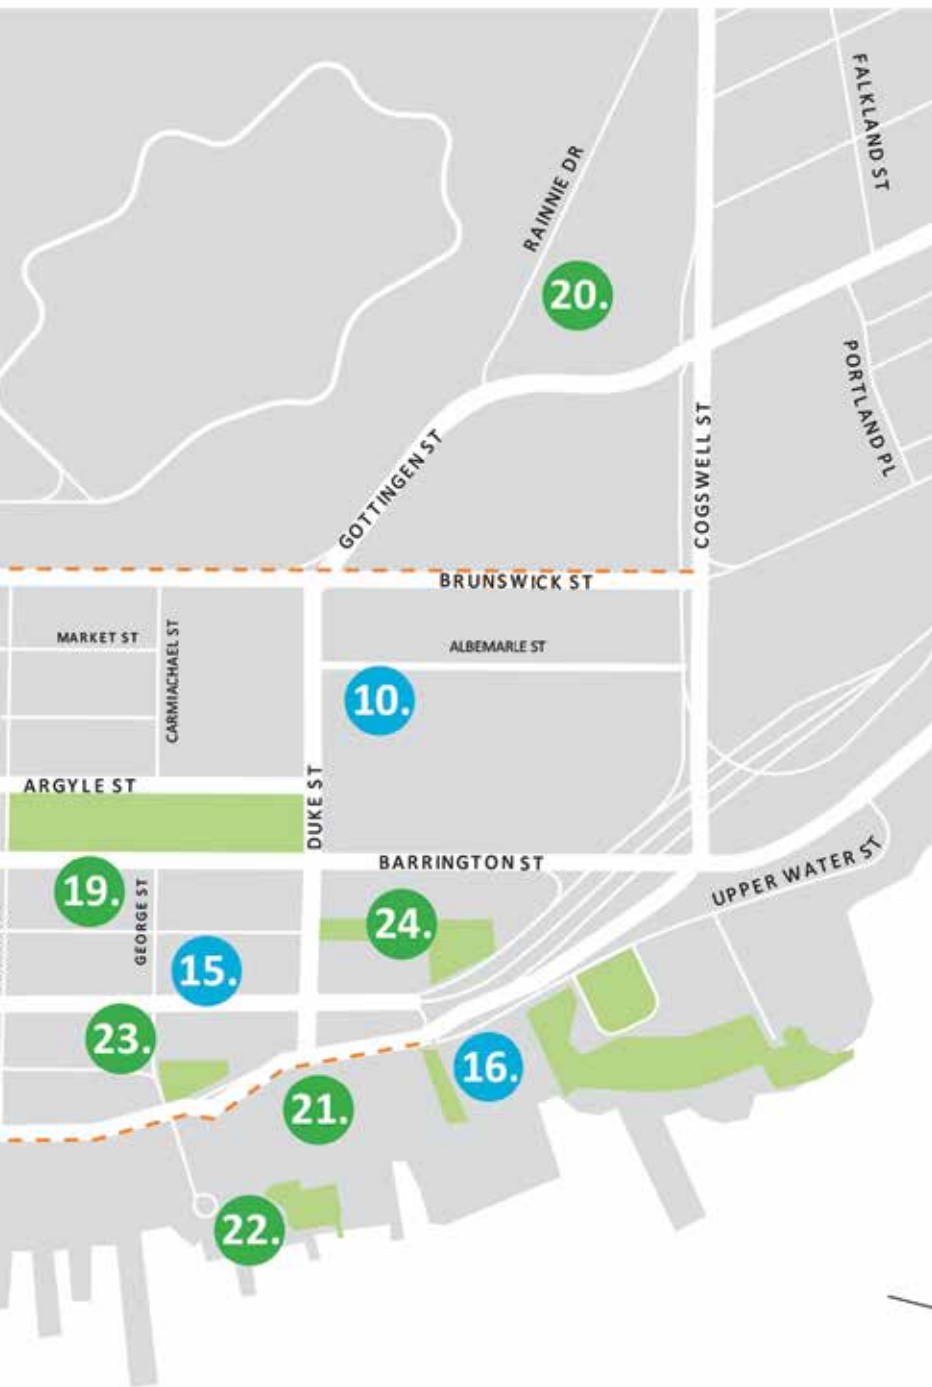 FALKLAND ST
RAINNIE DR
20.
PORTLAND PL
COGSWELL ST
GOTTINGEN ST
BRUNSWICK ST
MARKET ST
CARMIACHAEL ST
ALBEMARLE ST
10.
ARGYLE ST
DUKE ST
BARRINGTON ST
UPPER WATER ST
19.
GEORGE ST
24.
15.
23.
16.
21.
22.